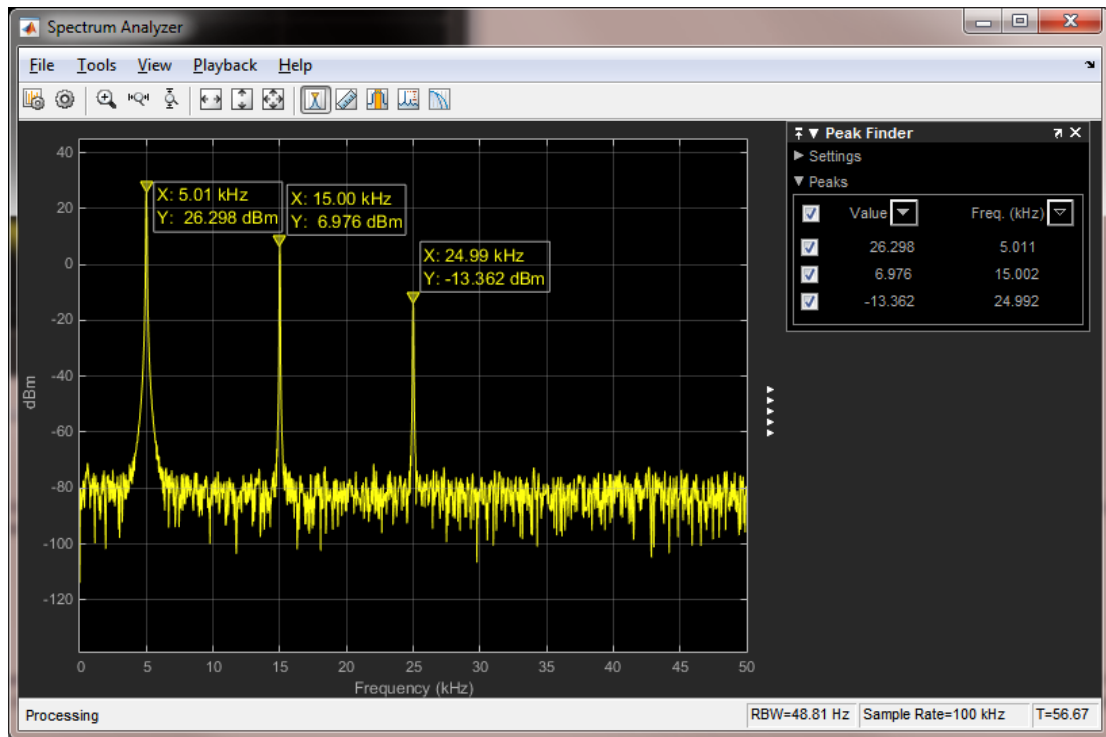 Spectrum Analyzer
File Tools View Playback Help
Peak Finder
Settings
Peaks
Value Freq. (kHz)
26.298 5.011
6.976 15.002
-13.362 24.992
X: 5.01 kHz
Y: 26.298 dBm
X: 15.00 kHz
Y: 6.976 dBm
X: 24.99 kHz
Y: -13.362 dBm
40
20
0
-20
-40
-60
-80
-100
-120
dBm
0 5 10 15 20 25 30 35 40 45 50
Frequency (kHz)
Processing RBW=48.81 Hz Sample Rate=100 kHz T=56.67